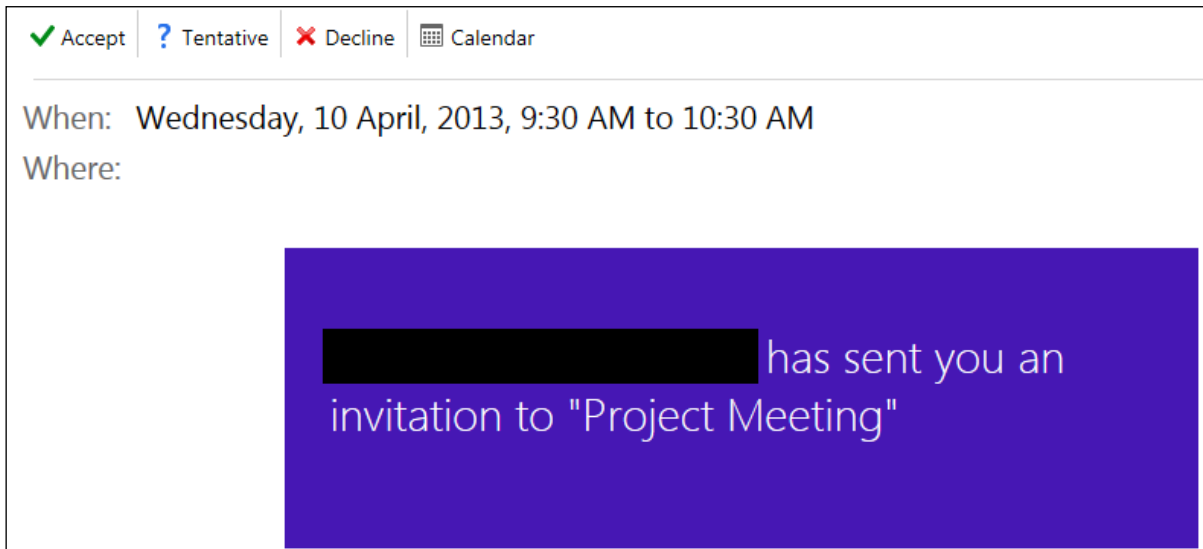 Accept ? Tentative Decline Calendar
When: Wednesday, 10 April, 2013, 9:30 AM to 10:30 AM
Where:
has sent you an
invitation to "Project Meeting"